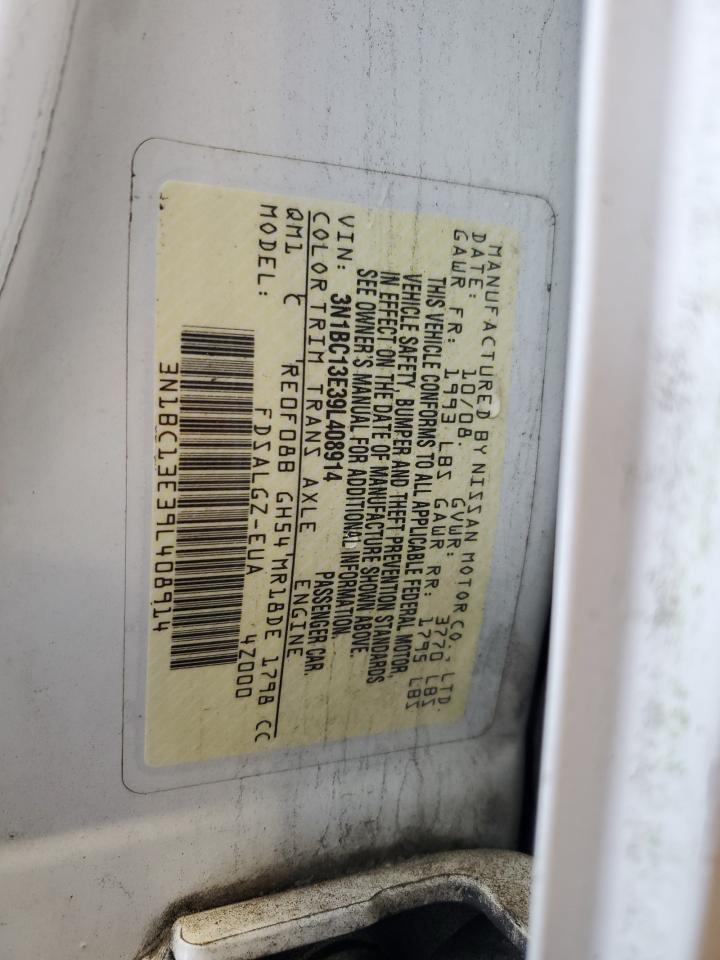 MANUFACTURED BY NISSAN MOTOR CO., LTD.
DATE: 10/08 GVWR: 3770 LBS
GAWR FR: 1993 LBS GAWR RR: 1795 LBS
THIS VEHICLE CONFORMS TO ALL APPLICABLE FEDERAL MOTOR
VEHICLE SAFETY, BUMPER AND THEFT PREVENTION STANDARDS
IN EFFECT ON THE DATE OF MANUFACTURE SHOWN ABOVE.
SEE OWNER'S MANUAL FOR ADDITIONAL INFORMATION.
VIN: 3N1BC13E39L408914 PASSENGER CAR.
COLOR TRIM TRANS AXLE ENGINE
QM1 C RE0F08B GH54 MR18DE 1798 CC
MODEL: FDSALGZ-EUA 4Z000
3N1BC13E39L408914